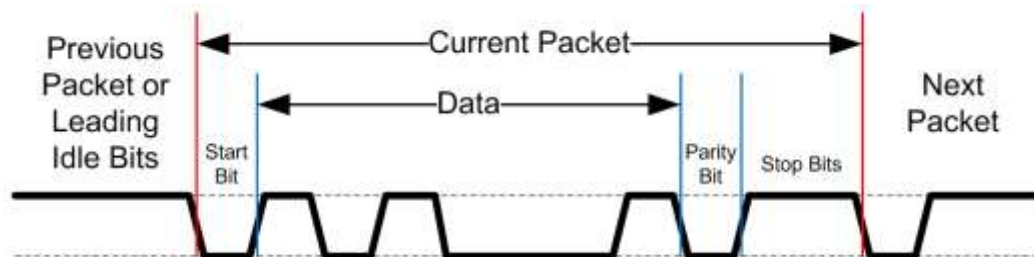 Previous
Packet or
Leading
Idle Bits
Current Packet
Data
Next
Packet
Start
Bit
Parity
Bit
Stop Bits